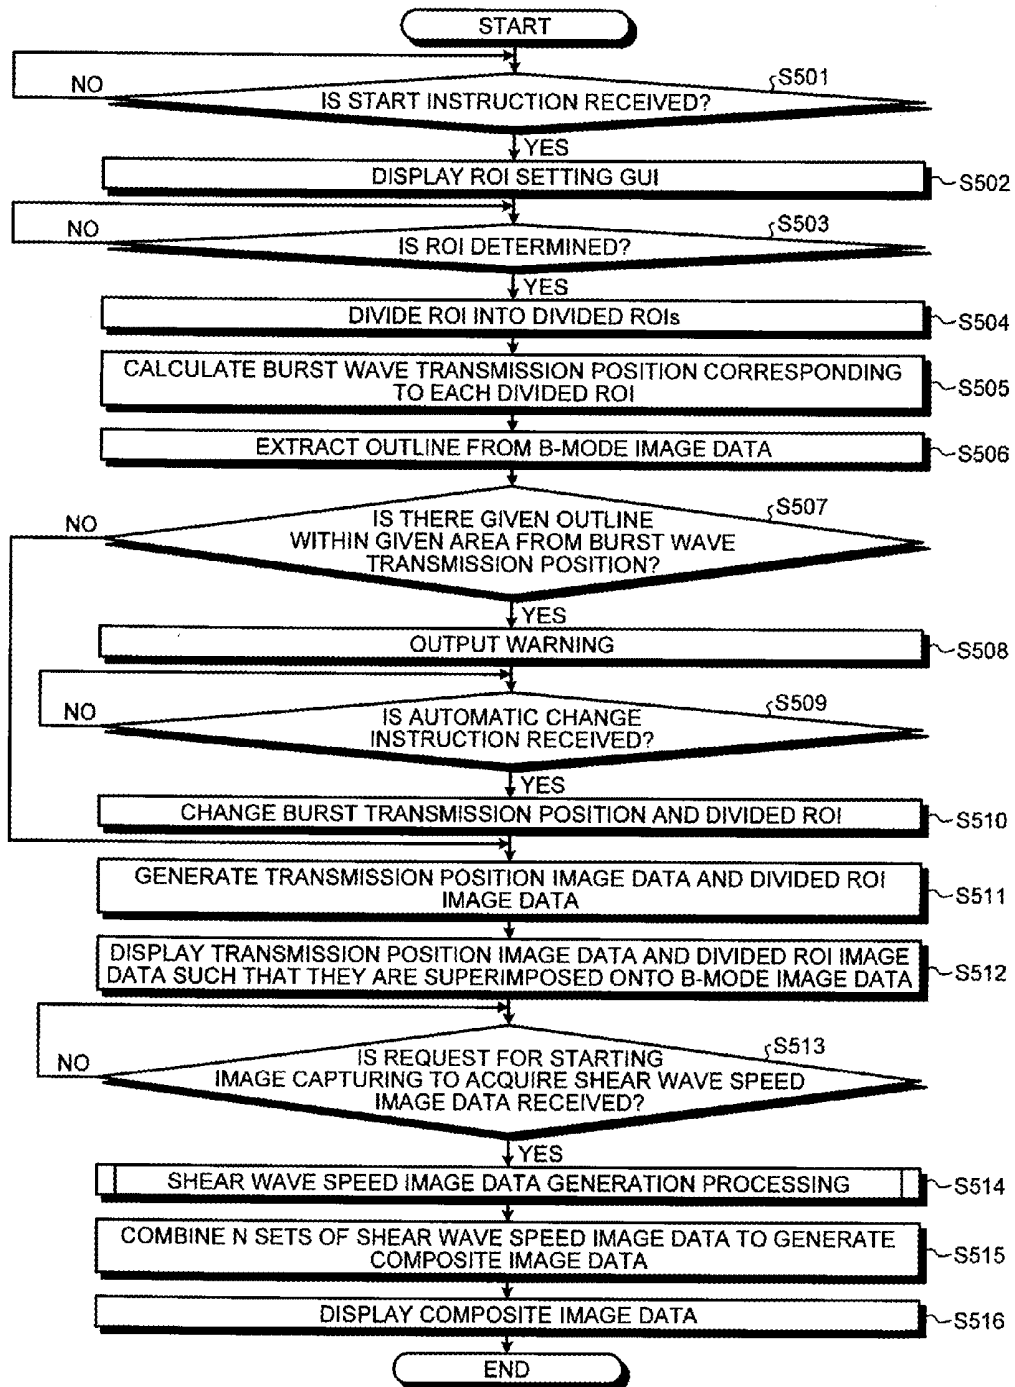 START
NO
S501
IS START INSTRUCTION RECEIVED?
YES
DISPLAY ROI SETTING GUI
S502
NO
S503
IS ROI DETERMINED?
YES
DIVIDE ROI INTO DIVIDED ROIs
S504
CALCULATE BURST WAVE TRANSMISSION POSITION CORRESPONDING
TO EACH DIVIDED ROI
S505
EXTRACT OUTLINE FROM B-MODE IMAGE DATA
S506
NO
S507
IS THERE GIVEN OUTLINE
WITHIN GIVEN AREA FROM BURST WAVE
TRANSMISSION POSITION?
YES
OUTPUT WARNING
S508
NO
S509
IS AUTOMATIC CHANGE
INSTRUCTION RECEIVED?
YES
CHANGE BURST TRANSMISSION POSITION AND DIVIDED ROI
S510
GENERATE TRANSMISSION POSITION IMAGE DATA AND DIVIDED ROI
IMAGE DATA
S511
DISPLAY TRANSMISSION POSITION IMAGE DATA AND DIVIDED ROI IMAGE
DATA SUCH THAT THEY ARE SUPERIMPOSED ONTO B-MODE IMAGE DATA
S512
NO
S513
IS REQUEST FOR STARTING
IMAGE CAPTURING TO ACQUIRE SHEAR WAVE SPEED
IMAGE DATA RECEIVED?
YES
SHEAR WAVE SPEED IMAGE DATA GENERATION PROCESSING
S514
COMBINE N SETS OF SHEAR WAVE SPEED IMAGE DATA TO GENERATE
COMPOSITE IMAGE DATA
S515
DISPLAY COMPOSITE IMAGE DATA
S516
END